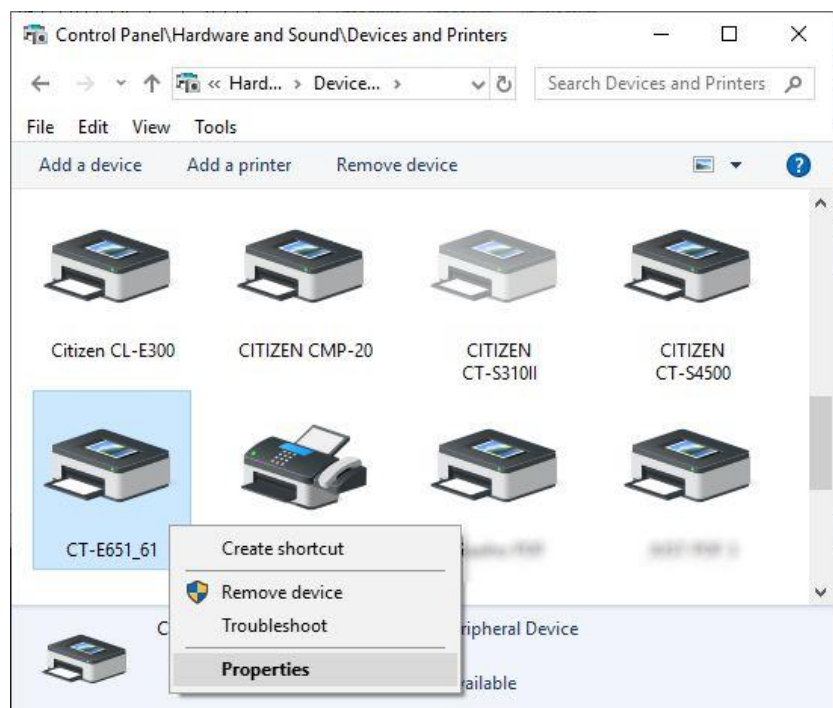 Control Panel\Hardware and Sound\Devices and Printers
« Hard... > Device... >
Search Devices and Printers
File Edit View Tools
Add a device Add a printer Remove device
Citizen CL-E300
CITIZEN CMP-20
CITIZEN
CT-S310II
CITIZEN
CT-S4500
CT-E651_61
Create shortcut
Remove device
Troubleshoot
Properties
C
ripheral Device
vailable